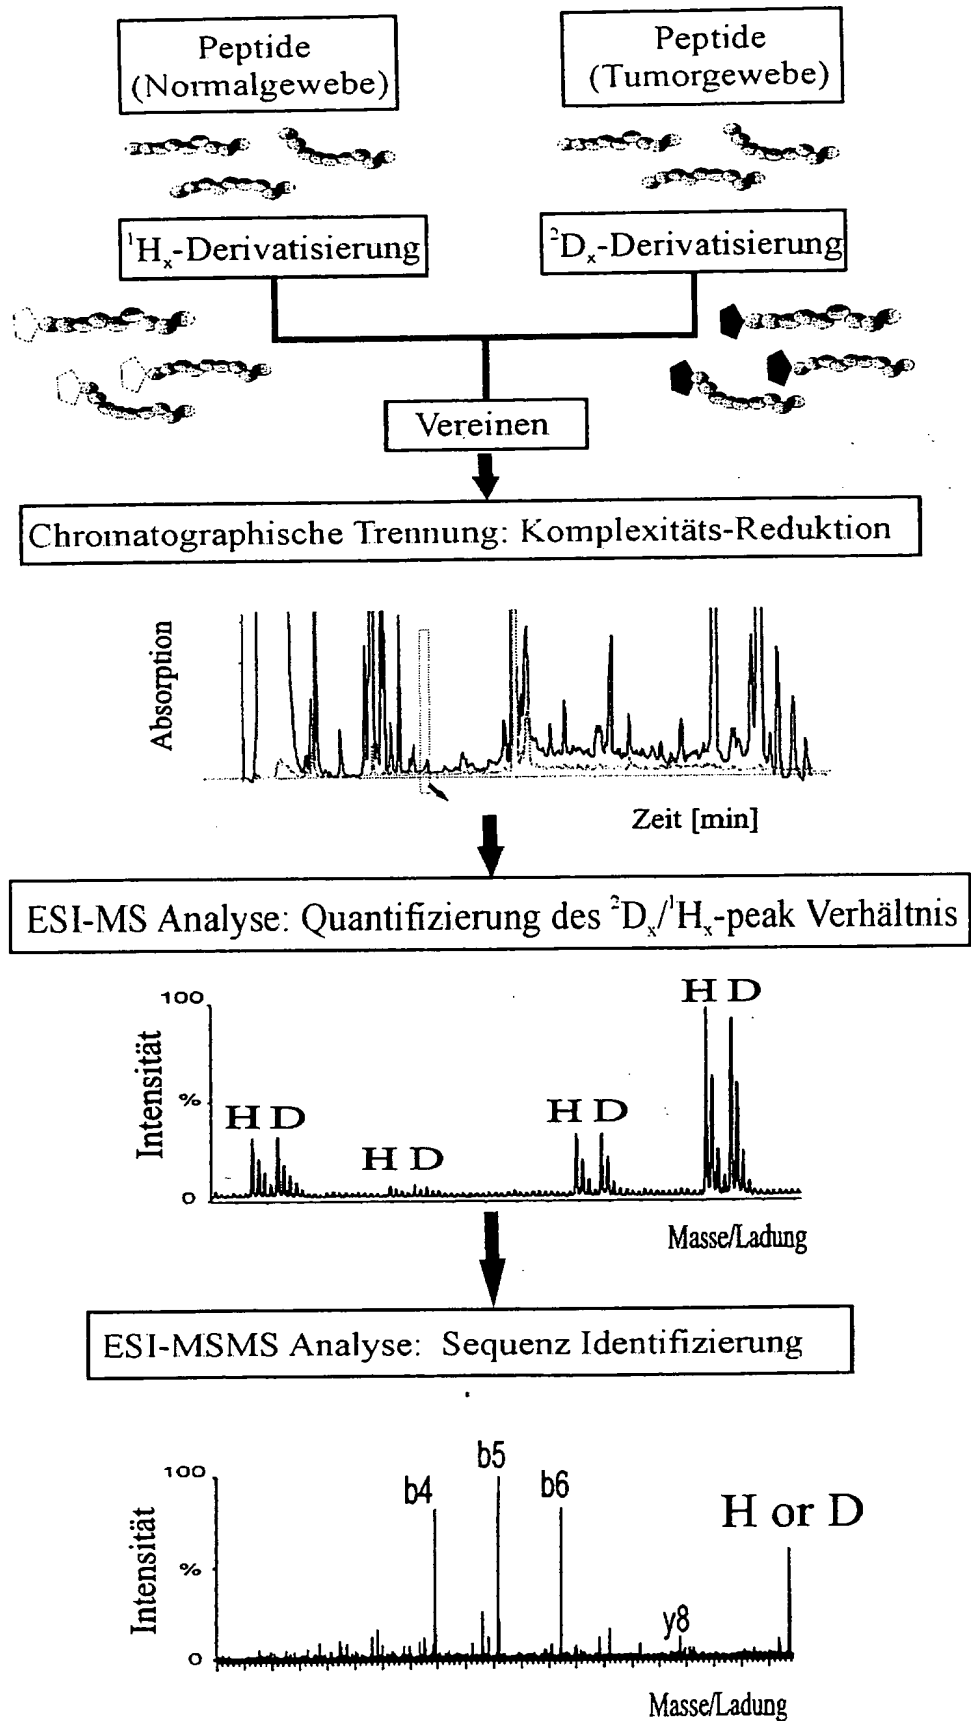 Peptide
(Normalgewebe)
Peptide
(Tumorgewebe)
¹Hₓ-Derivatisierung
²Dₓ-Derivatisierung
Vereinen
Chromatographische Trennung: Komplexitäts-Reduktion
Absorption
Zeit [min]
ESI-MS Analyse: Quantifizierung des ²Dₓ/¹Hₓ-peak Verhältnis
H D
100
Intensität
%
H D
H D
H D
0
Masse/Ladung
ESI-MSMS Analyse: Sequenz Identifizierung
b5
100
b4
b6
H or D
Intensität
%
y8
0
Masse/Ladung